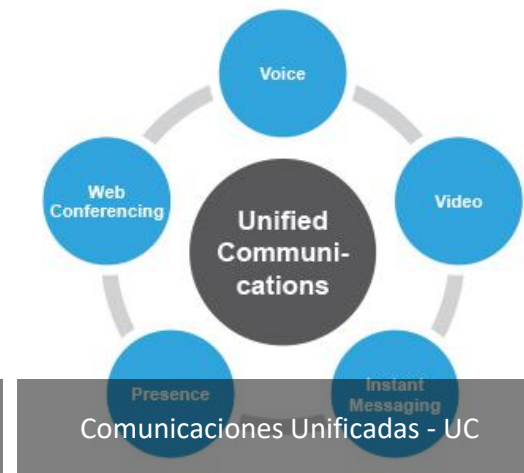 Voice
Web
Conferencing
Video
Unified
Communi-
cations
Presence
Instant
Messaging
Comunicaciones Unificadas - UC